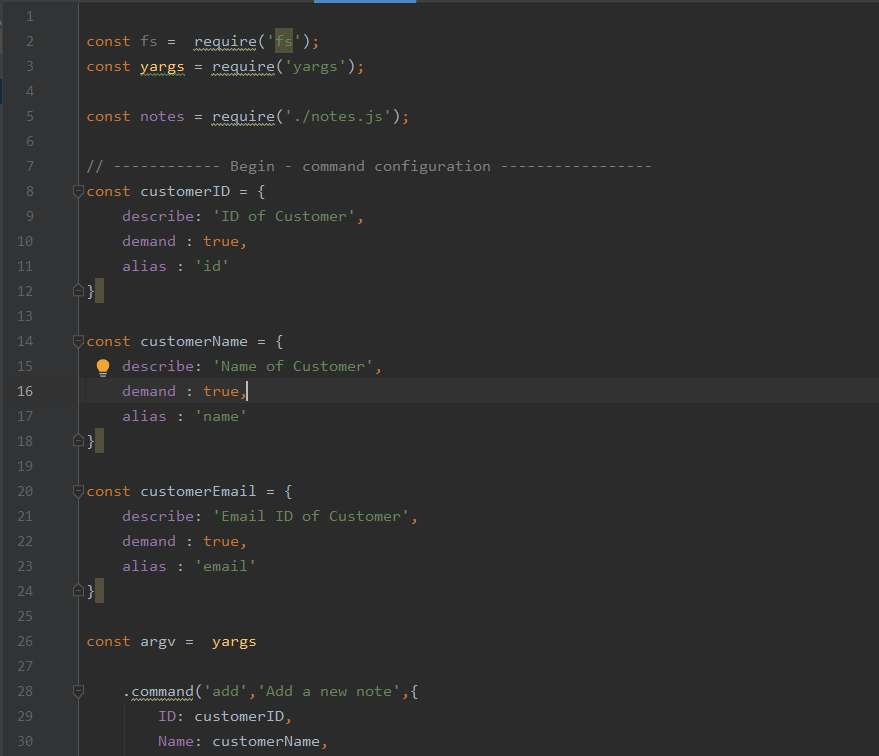 1
2 const fs =  require('fs');
3 const yargs = require('yargs');
4
5 const notes = require('./notes.js');
6
7 // ------------ Begin - command configuration -----------------
8 const customerID = {
9     describe: 'ID of Customer',
10     demand : true,
11     alias : 'id'
12 }
13
14 const customerName = {
15     describe: 'Name of Customer',
16     demand : true,
17     alias : 'name'
18 }
19
20 const customerEmail = {
21     describe: 'Email ID of Customer',
22     demand : true,
23     alias : 'email'
24 }
25
26 const argv =  yargs
27
28     .command('add','Add a new note',{
29         ID: customerID,
30         Name: customerName,